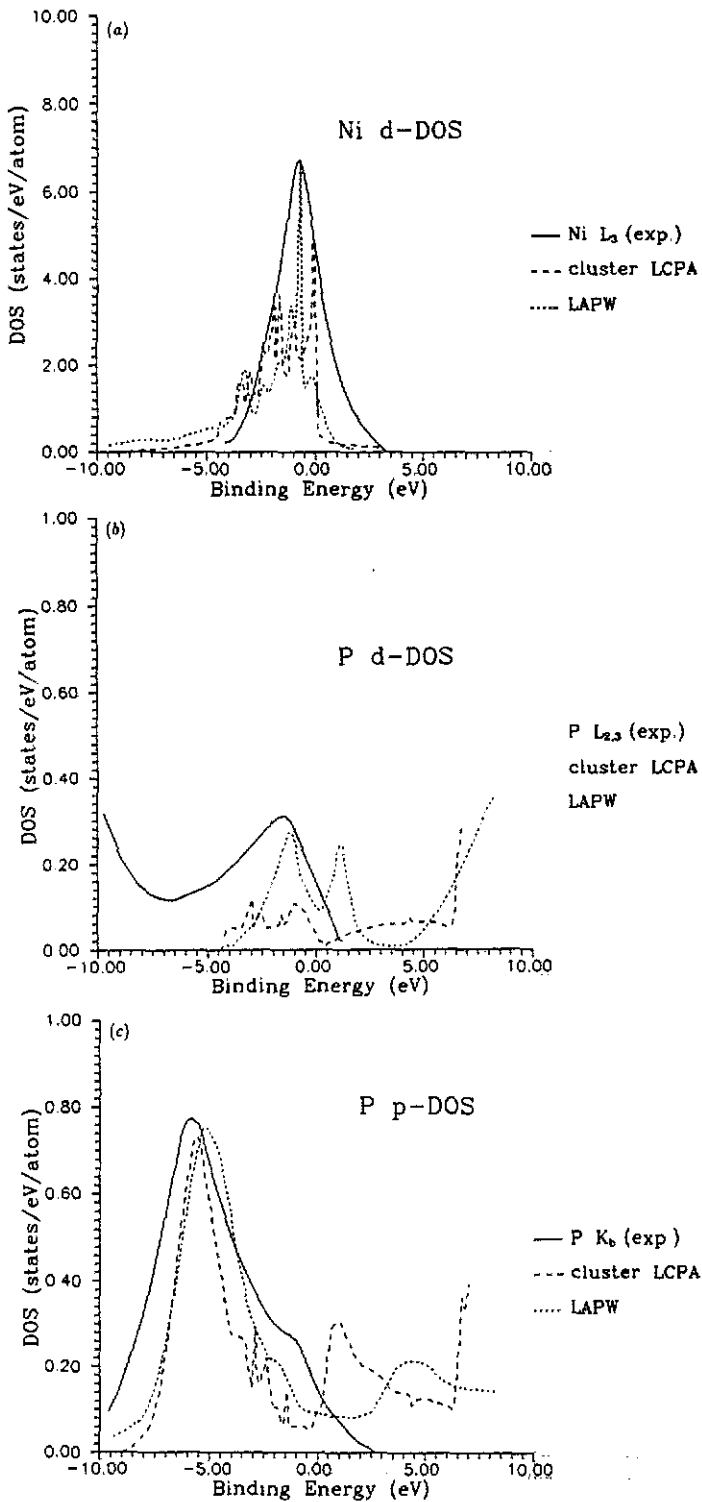 (a)
10.00
8.00
6.00
4.00
2.00
0.00
DOS (states/eV/atom)
Ni d-DOS
Ni L₃ (exp.)
cluster LCPA
LAPW
-10.00 -5.00 0.00 5.00 10.00
Binding Energy (eV)
(b)
1.00
0.80
0.60
0.40
0.20
0.00
DOS (states/eV/atom)
P d-DOS
P L₂,₃ (exp.)
cluster LCPA
LAPW
-10.00 -5.00 0.00 5.00 10.00
Binding Energy (eV)
(c)
1.00
0.80
0.60
0.40
0.20
0.00
DOS (states/eV/atom)
P p-DOS
P K_b (exp)
cluster LCPA
LAPW
-10.00 -5.00 0.00 5.00 10.00
Binding Energy (eV)